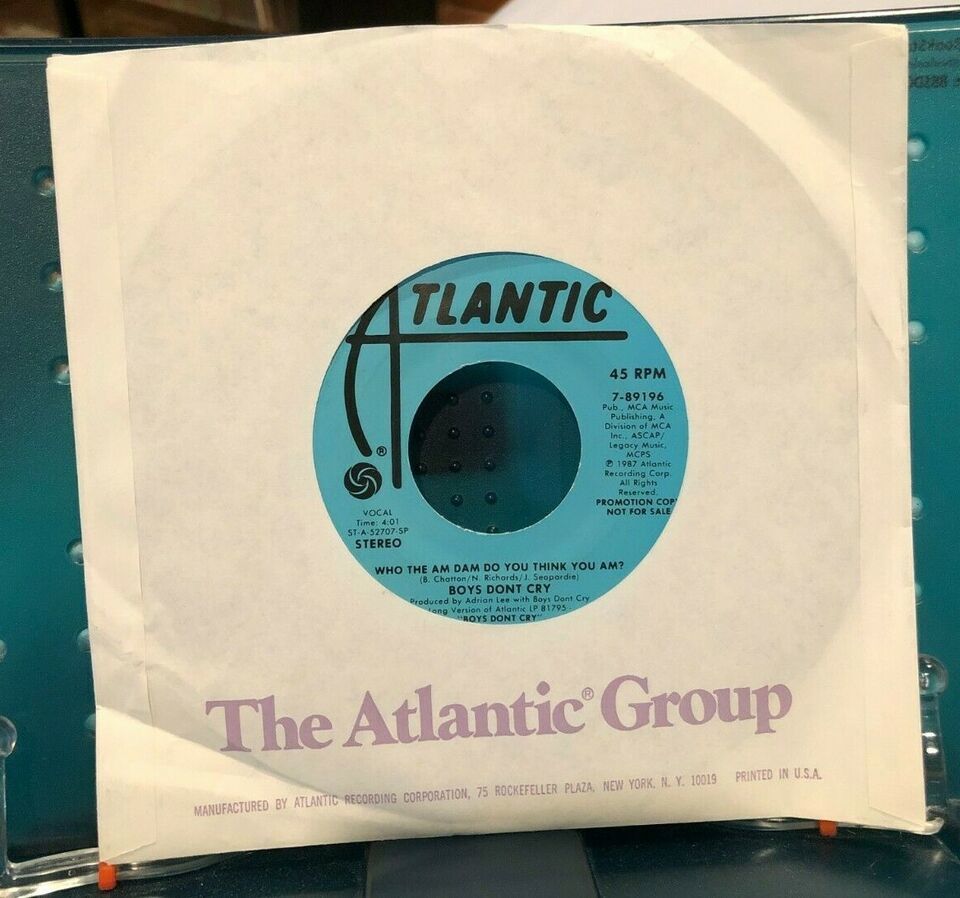 ATLANTIC
®
45 RPM
7-89196
Pub., MCA Music
Publishing, A
Division of MCA
Inc., ASCAP/
Legacy Music,
MCPS
℗ 1987 Atlantic
Recording Corp.
All Rights
Reserved.
PROMOTION COP
NOT FOR SALE
VOCAL
Time: 4:01
ST-A-52707-SP
STEREO
WHO THE AM DAM DO YOU THINK YOU AM?
(B. Chatton/N. Richards/J. Seopardie)
BOYS DONT CRY
Produced by Adrian Lee with Boys Dont Cry
Long Version of Atlantic LP 81795
"BOYS DONT CRY"
The Atlantic® Group
MANUFACTURED BY ATLANTIC RECORDING CORPORATION, 75 ROCKEFELLER PLAZA, NEW YORK, N. Y. 10019 PRINTED IN U.S.A.